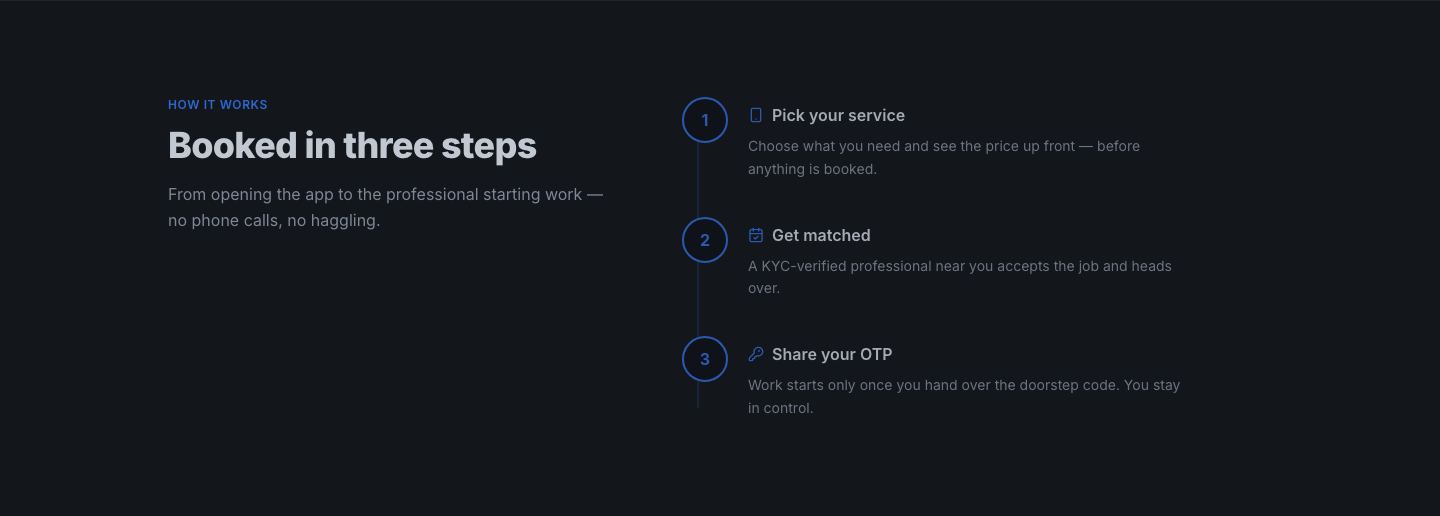 HOW IT WORKS
Booked in three steps
From opening the app to the professional starting work —
no phone calls, no haggling.
1
Pick your service
Choose what you need and see the price up front — before
anything is booked.
2
Get matched
A KYC-verified professional near you accepts the job and heads
over.
3
Share your OTP
Work starts only once you hand over the doorstep code. You stay
in control.